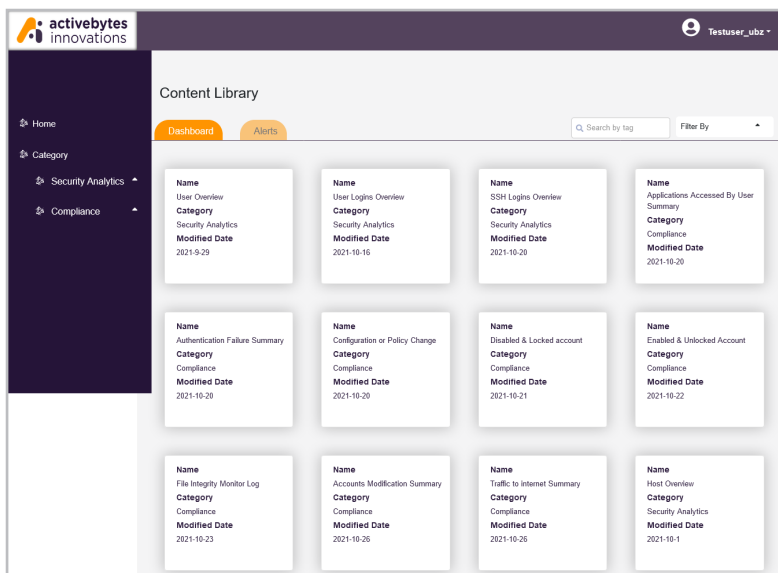 activebytes
innovations
Testuser_ubz
Content Library
Home
Category
Security Analytics
Compliance
Dashboard
Alerts
Search by tag
Filter By
Name
User Overview
Category
Security Analytics
Modified Date
2021-9-29
Name
User Logins Overview
Category
Security Analytics
Modified Date
2021-10-16
Name
SSH Logins Overview
Category
Security Analytics
Modified Date
2021-10-20
Name
Applications Accessed By User
Summary
Category
Compliance
Modified Date
2021-10-20
Name
Authentication Failure Summary
Category
Compliance
Modified Date
2021-10-20
Name
Configuration or Policy Change
Category
Compliance
Modified Date
2021-10-20
Name
Disabled & Locked account
Category
Compliance
Modified Date
2021-10-21
Name
Enabled & Unlocked Account
Category
Compliance
Modified Date
2021-10-22
Name
File Integrity Monitor Log
Category
Compliance
Modified Date
2021-10-23
Name
Accounts Modification Summary
Category
Compliance
Modified Date
2021-10-26
Name
Traffic to internet Summary
Category
Compliance
Modified Date
2021-10-26
Name
Host Overview
Category
Security Analytics
Modified Date
2021-10-1